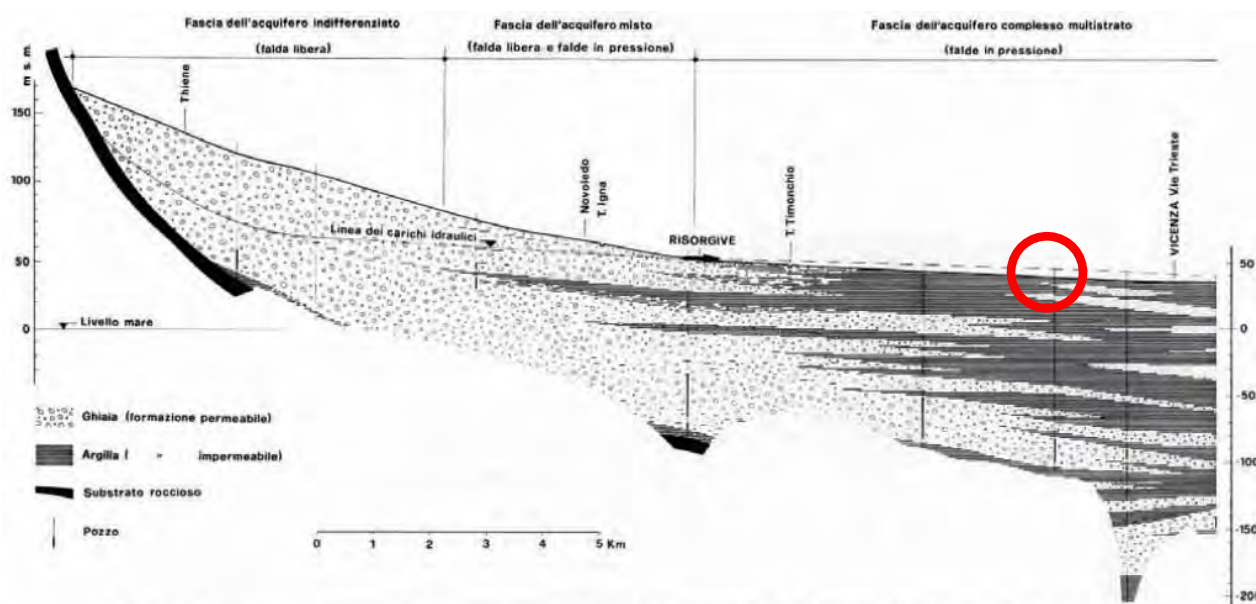 Fascia dell'acquifero indifferenziato
(falda libera)
Fascia dell'acquifero misto
(falda libera e falde in pressione)
Fascia dell'acquifero complesso multistrato
(falde in pressione)
m s. m.
150
100
50
0
Thiene
Novoledo
T. Igna
T. Timonchio
VICENZA V.le Trieste
Linea dei carichi idraulici
RISORGIVE
Livello mare
50
0
-50
-100
-150
-200
Ghiaia (formazione permeabile)
Argilla ( " impermeabile)
Substrato roccioso
Pozzo
0 1 2 3 4 5 Km